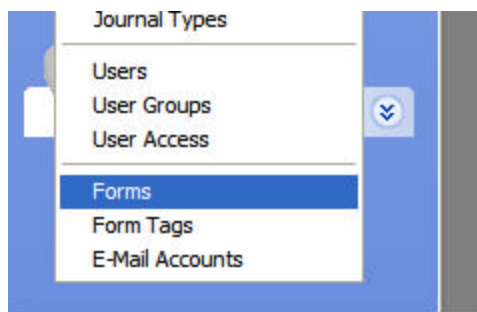 Journal Types
Users
User Groups
User Access
Forms
Form Tags
E-Mail Accounts